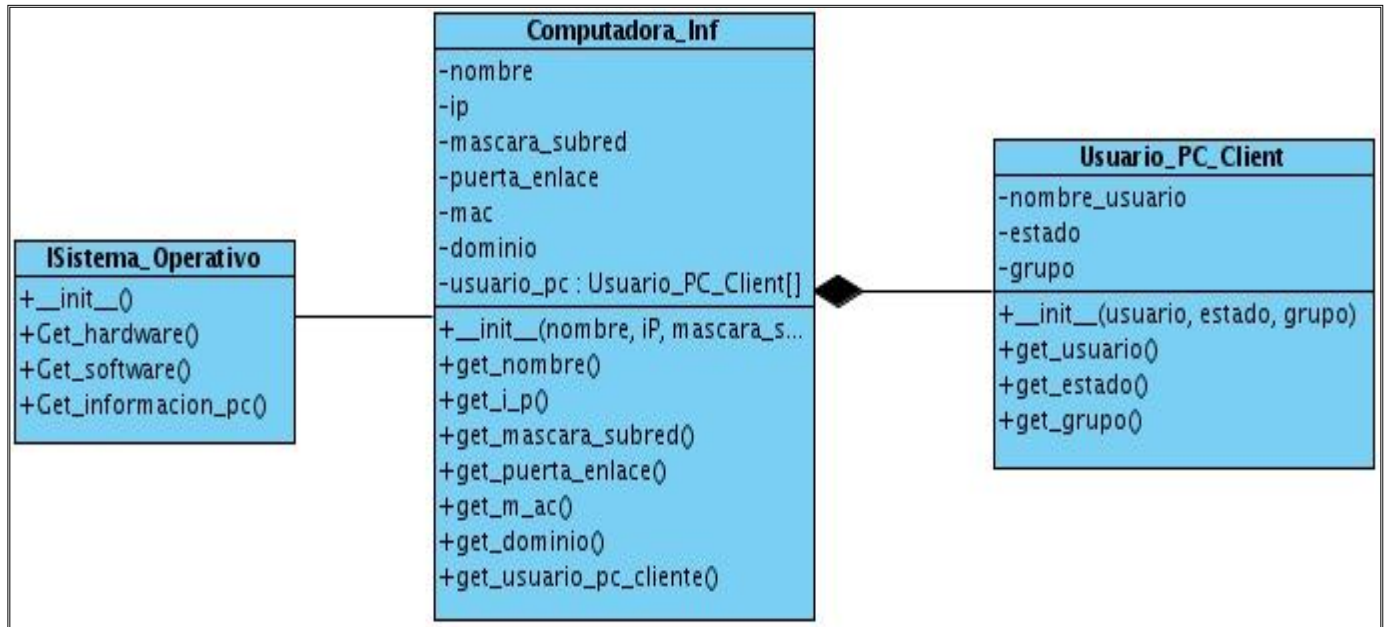 ISistema_Operativo
+__init__()
+Get_hardware()
+Get_software()
+Get_informacion_pc()
Computadora_Inf
-nombre
-ip
-mascara_subred
-puerta_enlace
-mac
-dominio
-usuario_pc : Usuario_PC_Client[]
+__init__(nombre, iP, mascara_s...
+get_nombre()
+get_i_p()
+get_mascara_subred()
+get_puerta_enlace()
+get_m_ac()
+get_dominio()
+get_usuario_pc_cliente()
Usuario_PC_Client
-nombre_usuario
-estado
-grupo
+__init__(usuario, estado, grupo)
+get_usuario()
+get_estado()
+get_grupo()